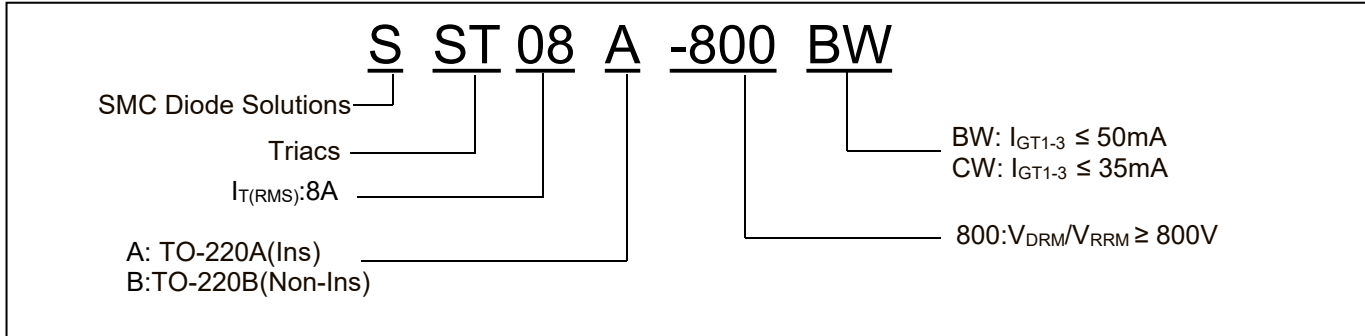 S ST 08 A -800 BW
SMC Diode Solutions
Triacs
IT(RMS):8A
A: TO-220A(Ins)
B:TO-220B(Non-Ins)
BW: IGT1-3 ≤ 50mA
CW: IGT1-3 ≤ 35mA
800:VDRM/VRRM ≥ 800V